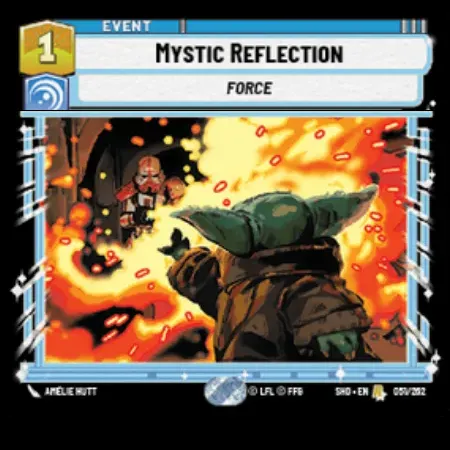 EVENT
1
MYSTIC REFLECTION
FORCE
AMÉLIE HUTT
© LFL © FFG
SHD • EN
051/262